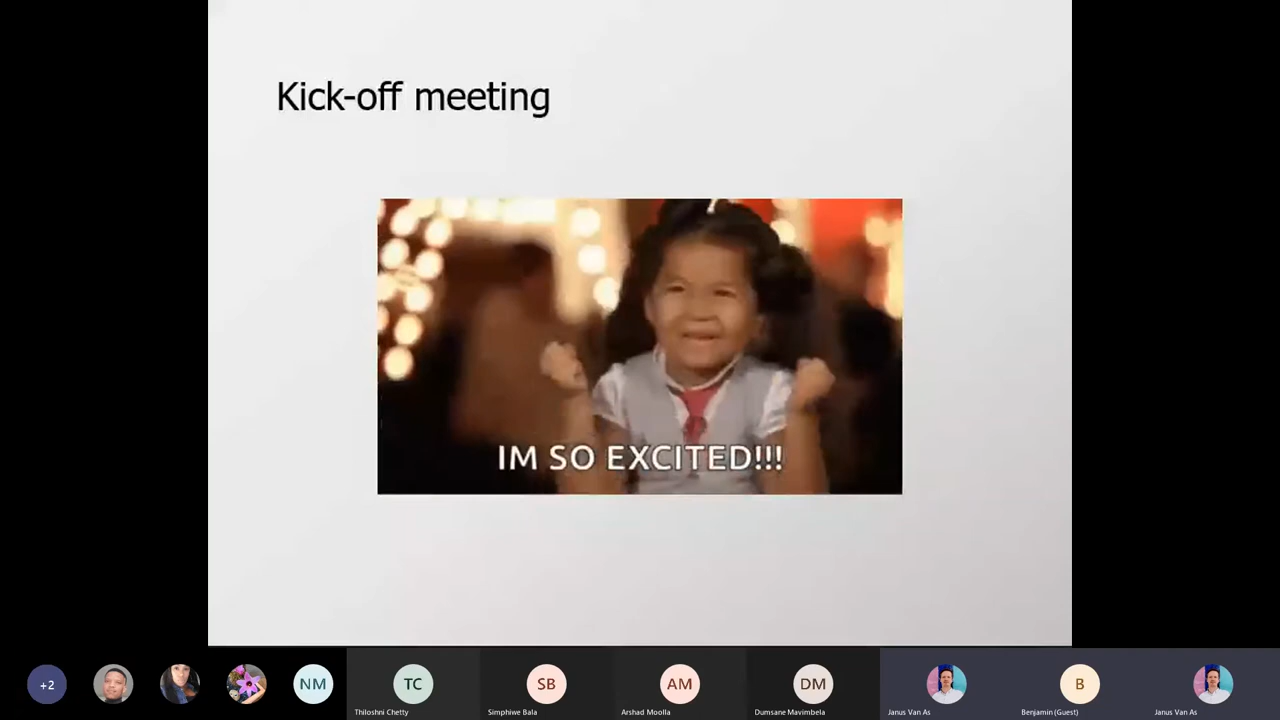 Kick-off meeting
IM SO EXCITED!!!
+2
NM
TC
SB
AM
DM
B
Thiloshni Chetty
Simphiwe Bala
Arshad Moolla
Dumsane Mavimbela
Janus Van As
Benjamin (Guest)
Janus Van As